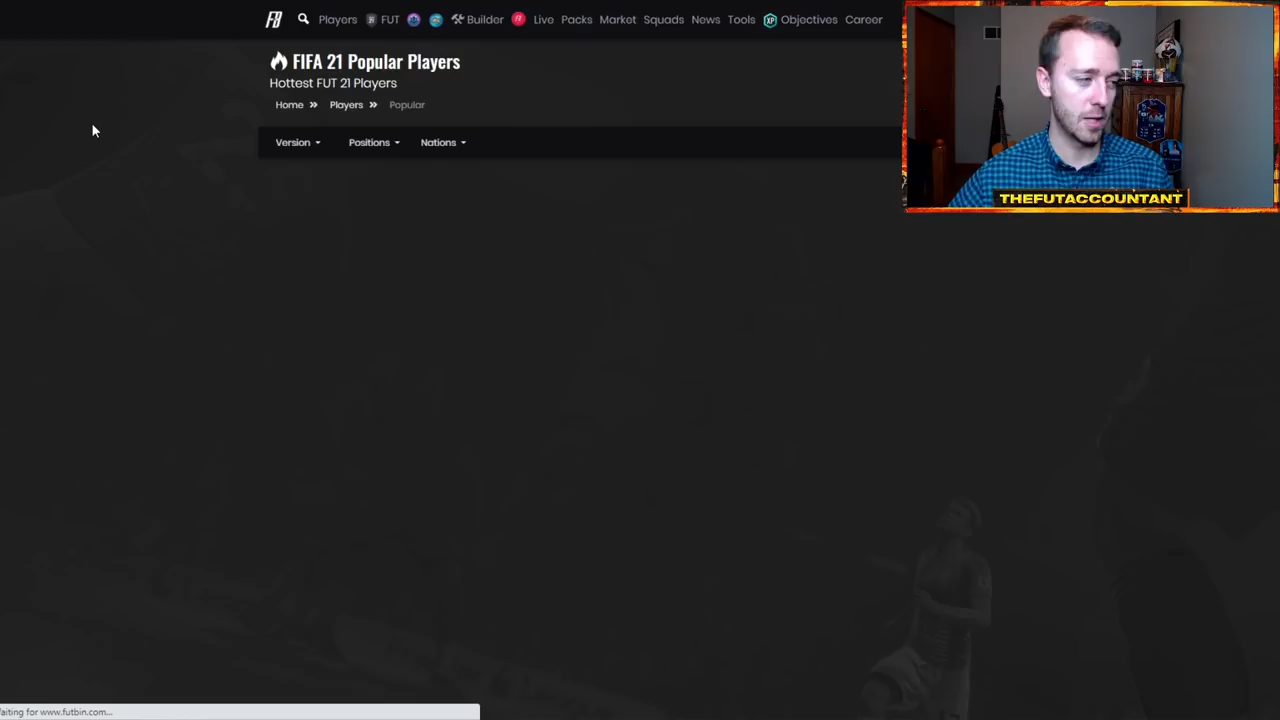 Players FUT Builder Live Packs Market Squads News Tools XP Objectives Career
FIFA 21 Popular Players
Hottest FUT 21 Players
Home » Players » Popular
Version Positions Nations
THEFUTACCOUNTANT
aiting for www.futbin.com...